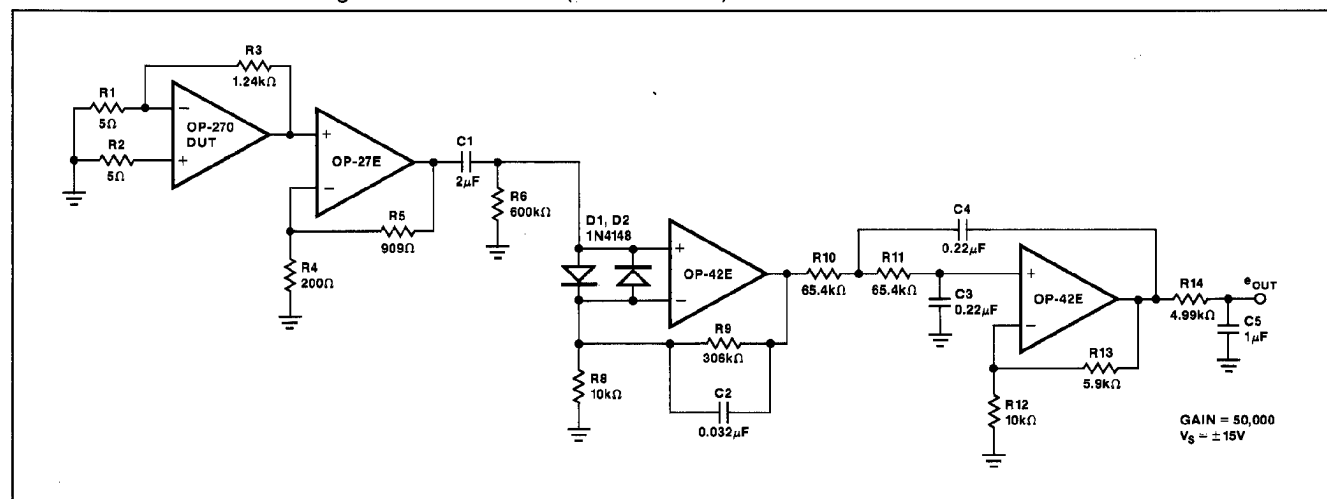 R3
1.24kΩ
R1
5Ω
R2
5Ω
−
+
OP-270
DUT
+
−
OP-27E
R5
909Ω
R4
200Ω
C1
2μF
R6
600kΩ
D1, D2
1N4148
+
−
OP-42E
R9
306kΩ
C2
0.032μF
R8
10kΩ
R10
65.4kΩ
R11
65.4kΩ
C4
0.22μF
C3
0.22μF
+
−
OP-42E
R13
5.9kΩ
R12
10kΩ
R14
4.99kΩ
eOUT
C5
1μF
GAIN = 50,000
VS = ±15V